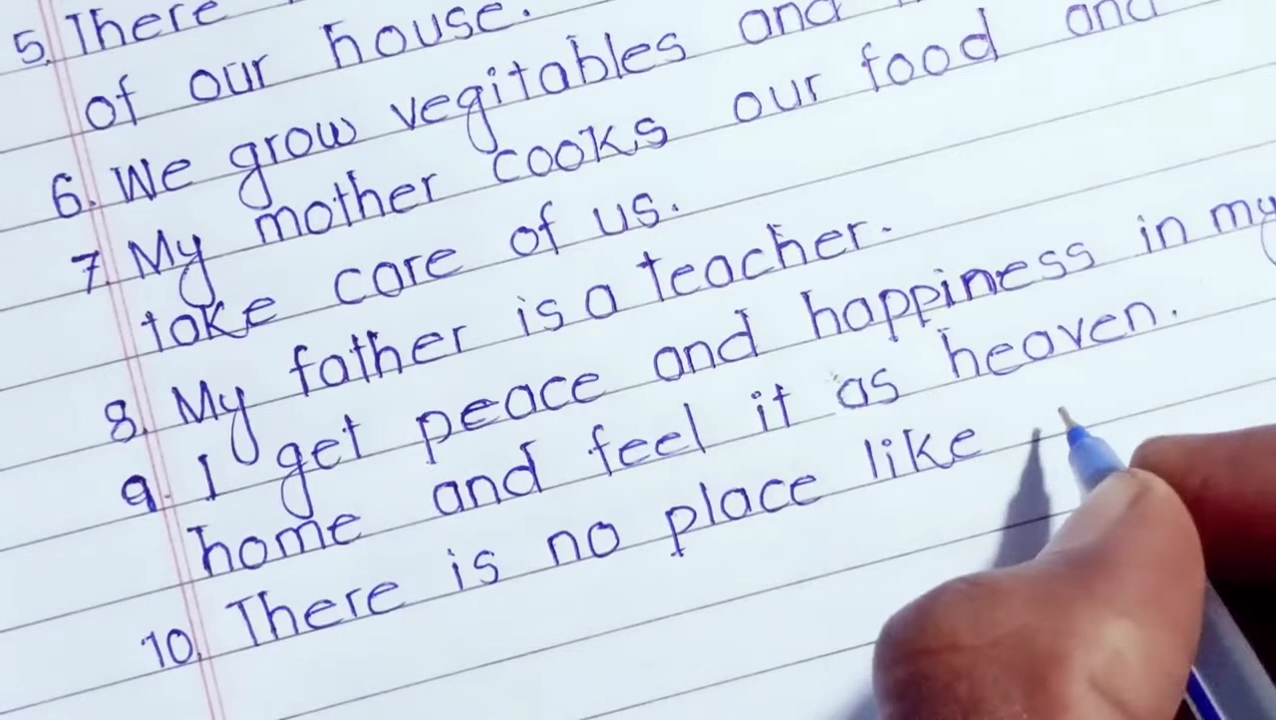 5. There
of our house.
6. We grow vegitables and
7. My mother cooks our food and
take care of us.
8. My father is a teacher.
9. I get peace and happiness in my
home and feel it as heaven.
10. There is no place like